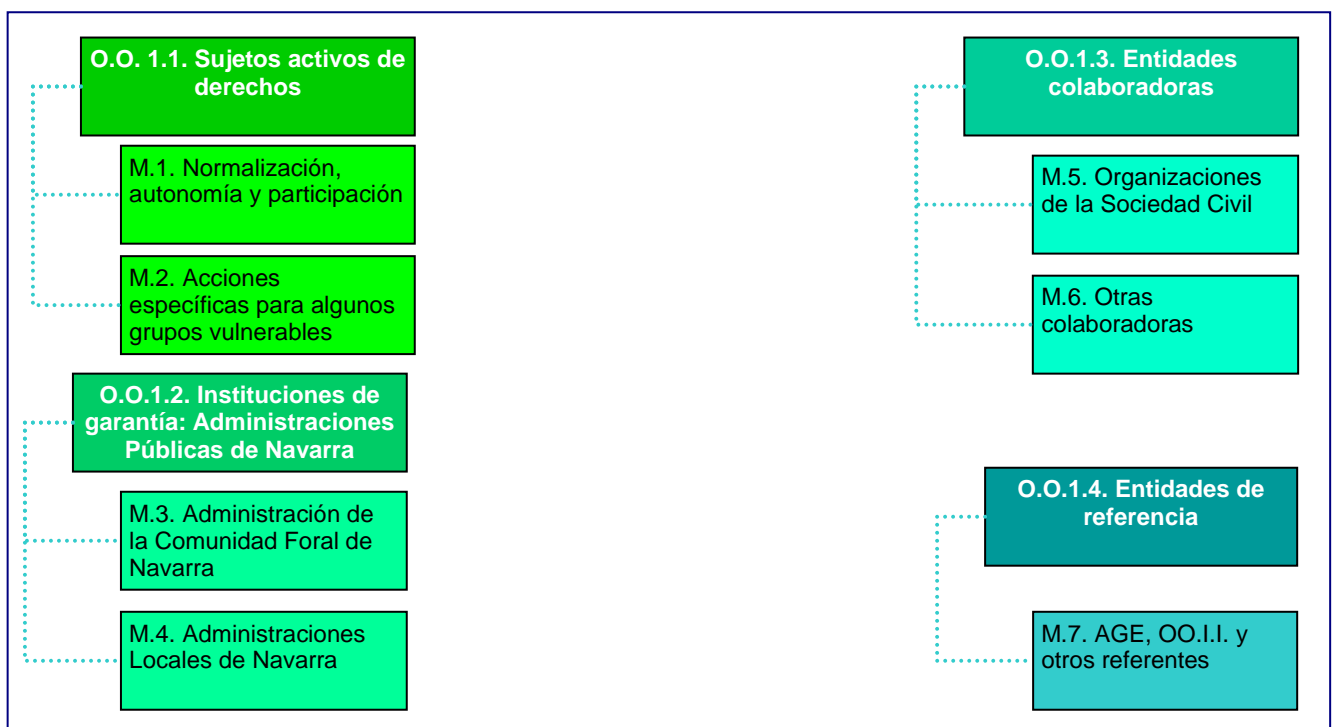 O.O. 1.1. Sujetos activos de
derechos
M.1. Normalización,
autonomía y participación
M.2. Acciones
específicas para algunos
grupos vulnerables
O.O.1.2. Instituciones de
garantía: Administraciones
Públicas de Navarra
M.3. Administración de
la Comunidad Foral de
Navarra
M.4. Administraciones
Locales de Navarra
O.O.1.3. Entidades
colaboradoras
M.5. Organizaciones
de la Sociedad Civil
M.6. Otras
colaboradoras
O.O.1.4. Entidades de
referencia
M.7. AGE, OO.I.I. y
otros referentes